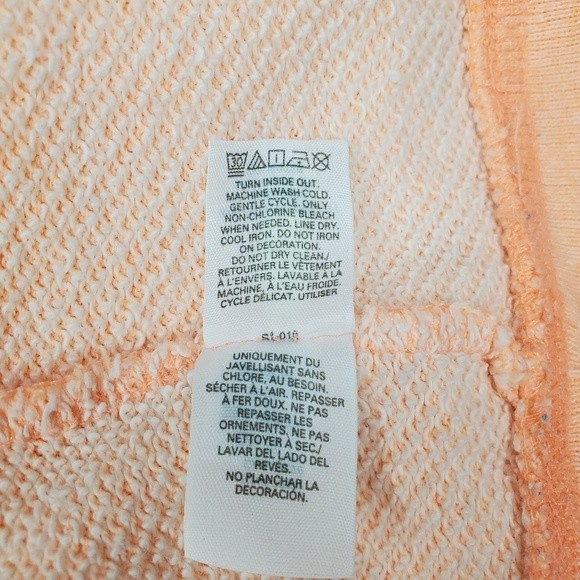 30
TURN INSIDE OUT.
MACHINE WASH COLD.
GENTLE CYCLE. ONLY
NON-CHLORINE BLEACH
WHEN NEEDED. LINE DRY.
COOL IRON. DO NOT IRON
ON DECORATION.
DO NOT DRY CLEAN./
RETOURNER LE VÊTEMENT
À L'ENVERS. LAVABLE À LA
MACHINE, À L'EAU FROIDE.
CYCLE DÉLICAT. UTILISER
UNIQUEMENT DU
JAVELLISANT SANS
CHLORE, AU BESOIN.
SÉCHER À L'AIR. REPASSER
À FER DOUX. NE PAS
REPASSER LES
ORNEMENTS. NE PAS
NETTOYER À SEC./
LAVAR DEL LADO DEL
REVÉS.
NO PLANCHAR LA
DECORACIÓN.